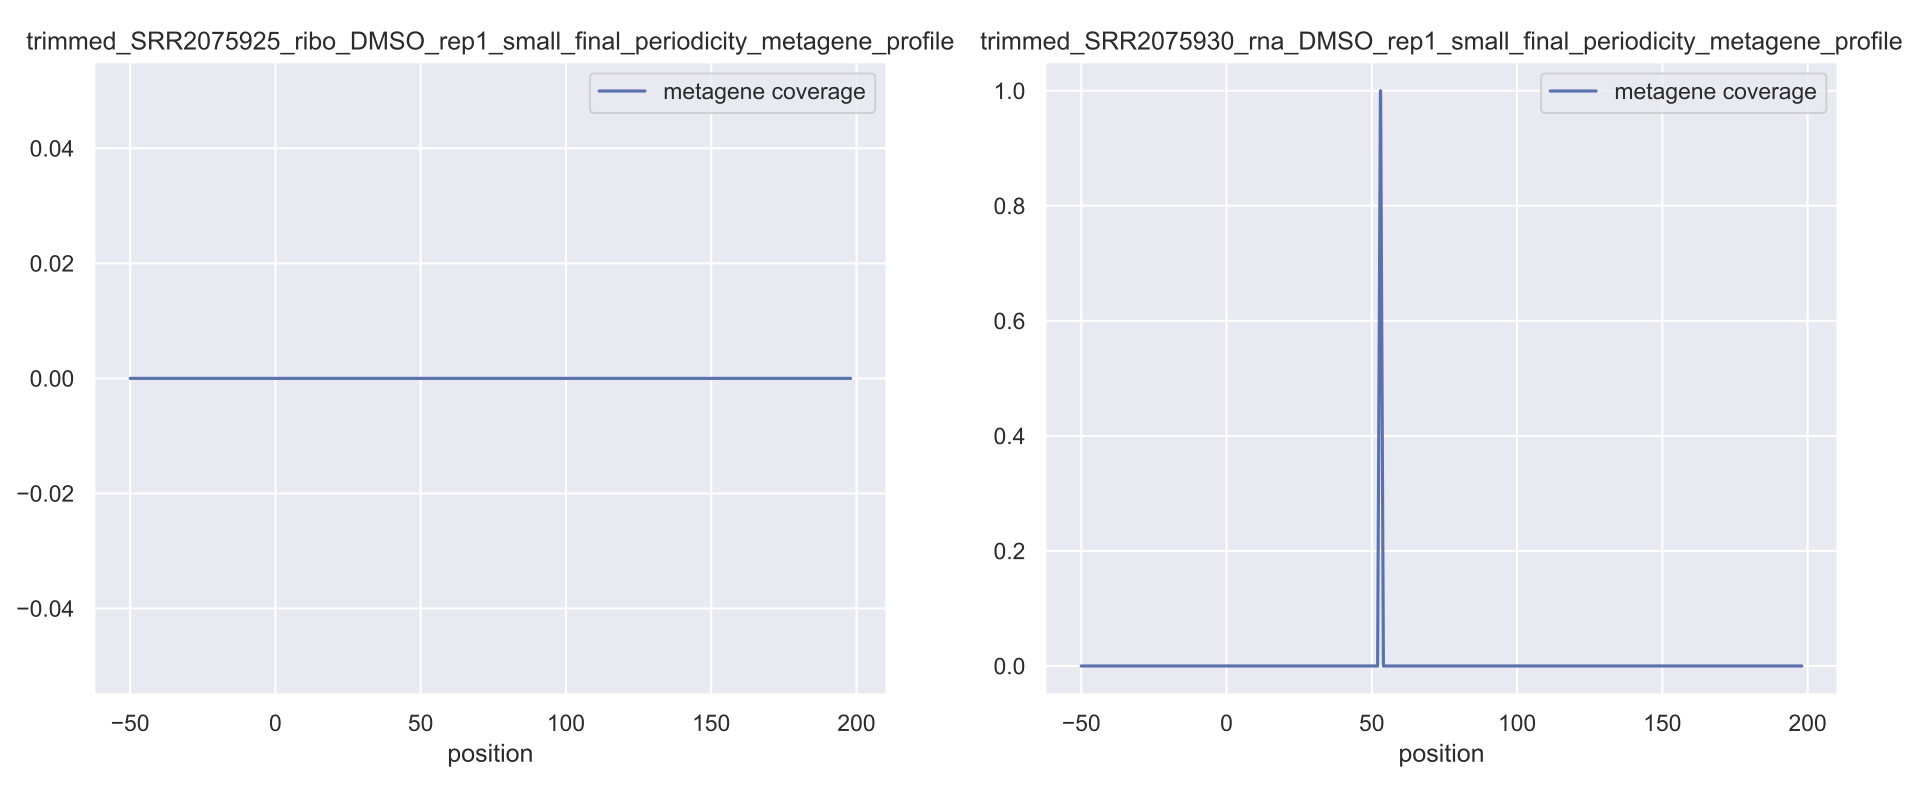 trimmed_SRR2075925_ribo_DMSO_rep1_small_final_periodicity_metagene_profile
metagene coverage
0.04
0.02
0.00
−0.02
−0.04
−50 0 50 100 150 200
position
trimmed_SRR2075930_rna_DMSO_rep1_small_final_periodicity_metagene_profile
metagene coverage
1.0
0.8
0.6
0.4
0.2
0.0
−50 0 50 100 150 200
position